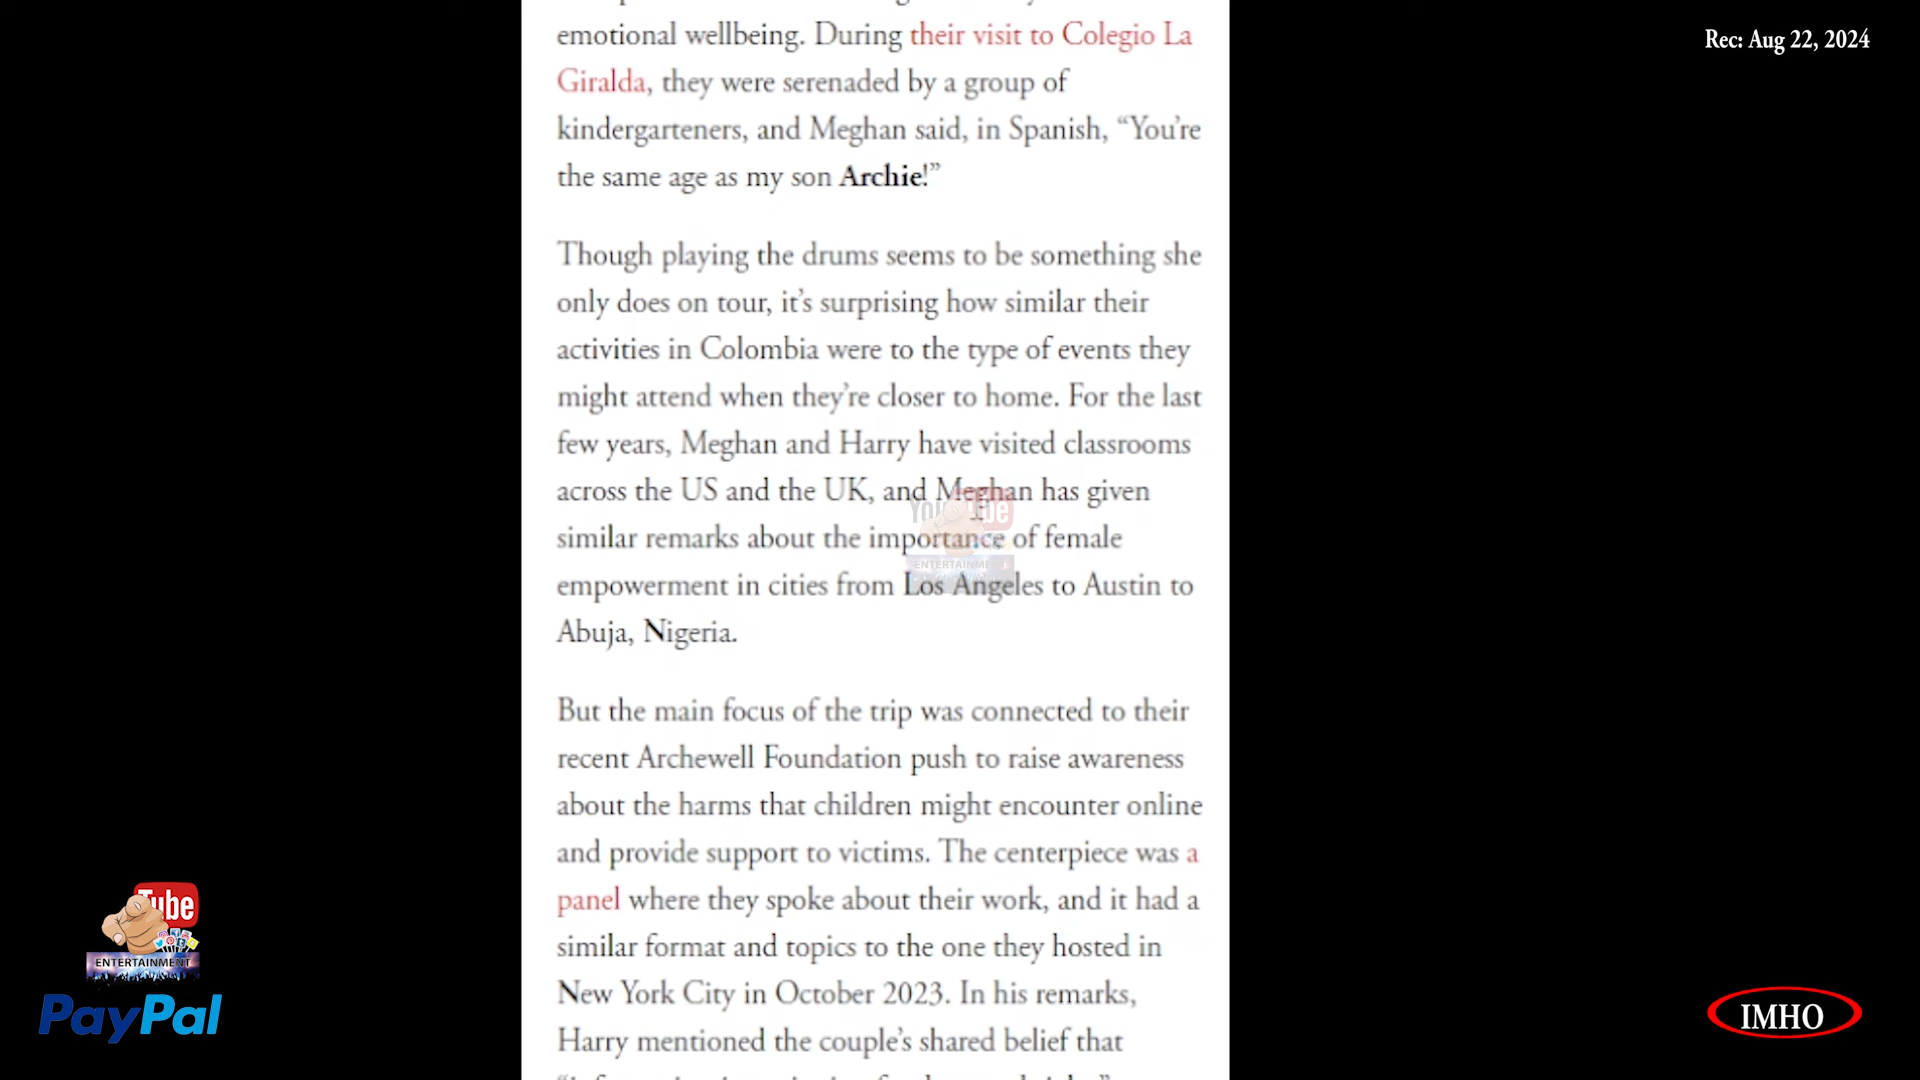 emotional wellbeing. During their visit to Colegio La
Giralda, they were serenaded by a group of
kindergarteners, and Meghan said, in Spanish, “You’re
the same age as my son Archie!”
Though playing the drums seems to be something she
only does on tour, it’s surprising how similar their
activities in Colombia were to the type of events they
might attend when they’re closer to home. For the last
few years, Meghan and Harry have visited classrooms
across the US and the UK, and Meghan has given
similar remarks about the importance of female
empowerment in cities from Los Angeles to Austin to
Abuja, Nigeria.
But the main focus of the trip was connected to their
recent Archewell Foundation push to raise awareness
about the harms that children might encounter online
and provide support to victims. The centerpiece was a
panel where they spoke about their work, and it had a
similar format and topics to the one they hosted in
New York City in October 2023. In his remarks,
Harry mentioned the couple’s shared belief that
Rec: Aug 22, 2024
YouTube
ENTERTAINMENT
Tube
ENTERTAINMENT
PayPal
IMHO